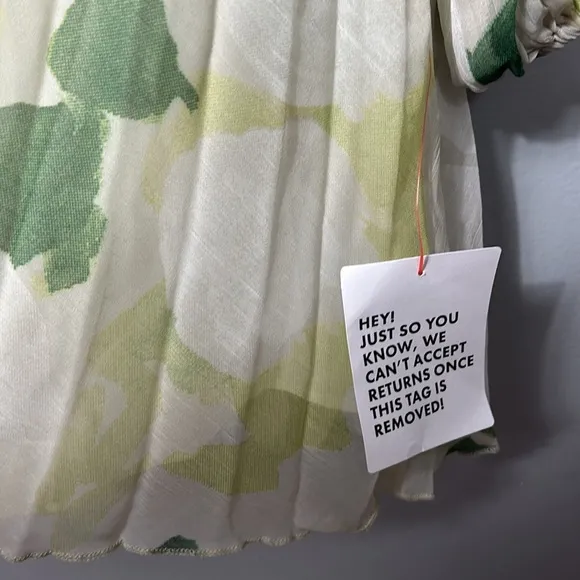 HEY!
JUST SO YOU
KNOW, WE
CAN'T ACCEPT
RETURNS ONCE
THIS TAG IS
REMOVED!